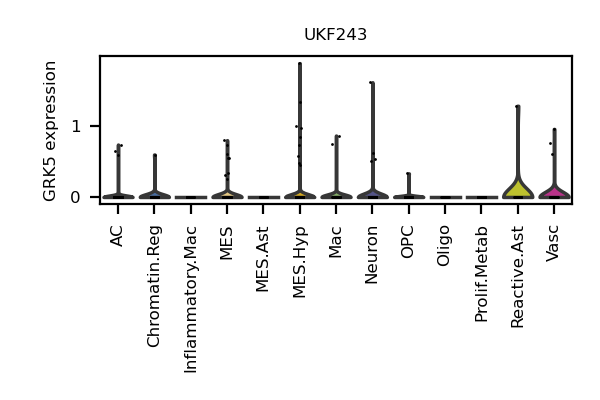 UKF243
GRK5 expression
1
0
AC
Chromatin.Reg
Inflammatory.Mac
MES
MES.Ast
MES.Hyp
Mac
Neuron
OPC
Oligo
Prolif.Metab
Reactive.Ast
Vasc